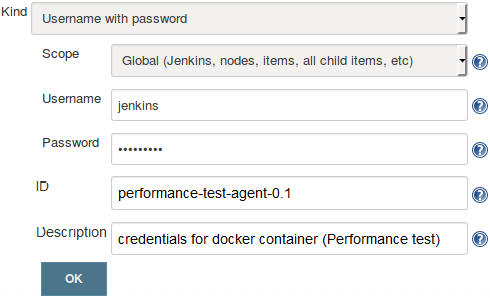 Kind Username with password
Scope Global (Jenkins, nodes, items, all child items, etc)
Username jenkins
Password •••••••••
ID performance-test-agent-0.1
Description credentials for docker container (Performance test)
OK